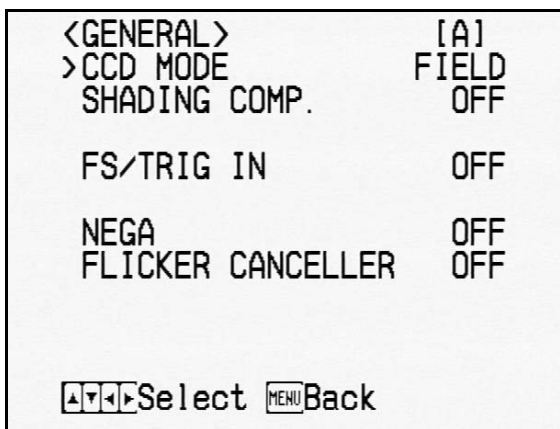 <GENERAL> [A]
>CCD MODE FIELD
SHADING COMP. OFF
FS/TRIG IN OFF
NEGA OFF
FLICKER CANCELLER OFF
▲▼◄►Select MENU Back